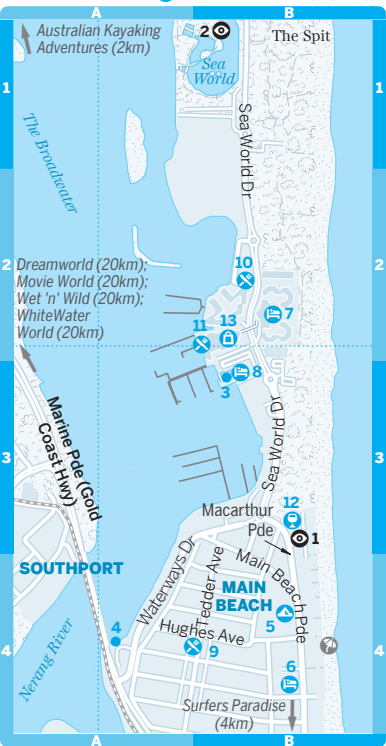 A
B
Australian Kayaking
Adventures (2km)
2
The Spit
Sea
World
1
1
The Broadwater
Sea World Dr
2
2
Dreamworld (20km);
Movie World (20km);
Wet 'n' Wild (20km);
WhiteWater
World (20km)
10
7
11
13
8
3
Marine Pde (Gold
Coast Hwy)
Sea World Dr
3
3
12
Macarthur
Pde
1
SOUTHPORT
Waterways Dr
Tedder Ave
Main Beach Pde
MAIN
BEACH
5
4
Hughes Ave
9
4
4
Nerang River
6
Surfers Paradise
(4km)
A
B